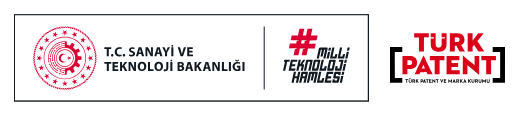 T.C. SANAYİ VE
TEKNOLOJİ BAKANLIĞI
#MİLLİ
TEKNOLOJİ
HAMLESİ
TÜRK
PATENT
TÜRK PATENT VE MARKA KURUMU